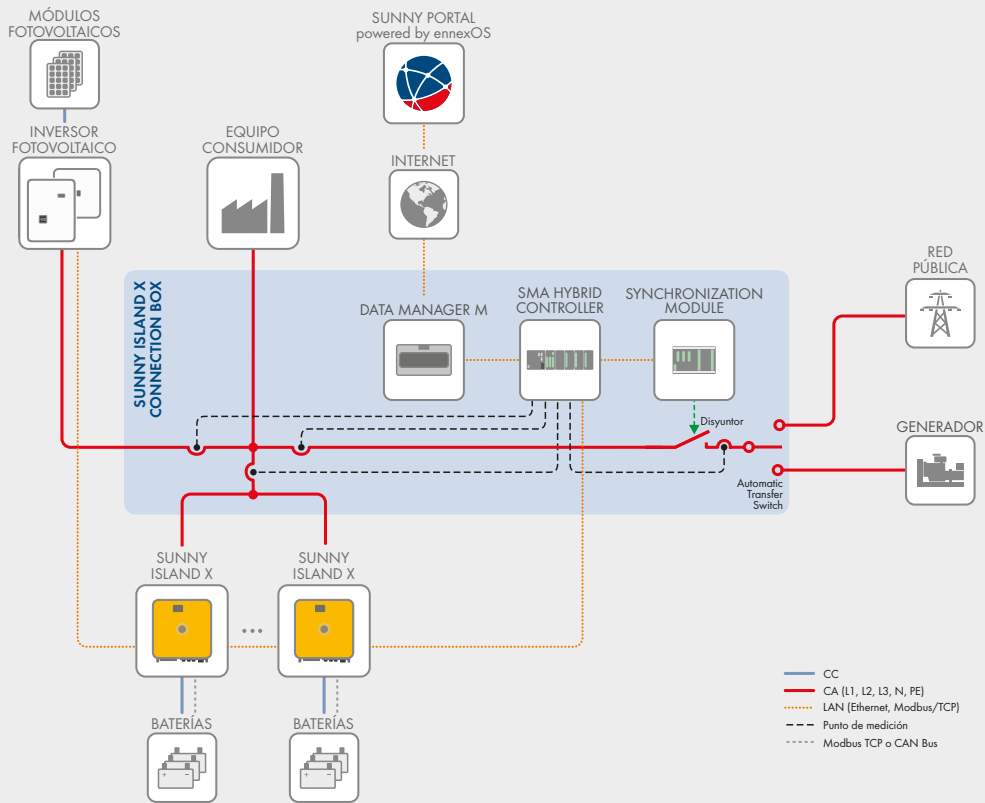 MÓDULOS
FOTOVOLTAICOS
SUNNY PORTAL
powered by ennexOS
INVERSOR
FOTOVOLTAICO
EQUIPO
CONSUMIDOR
INTERNET
RED
PÚBLICA
SUNNY ISLAND X
CONNECTION BOX
DATA MANAGER M
SMA HYBRID
CONTROLLER
SYNCHRONIZATION
MODULE
Disyuntor
GENERADOR
Automatic
Transfer
Switch
SUNNY
ISLAND X
SUNNY
ISLAND X
...
BATERÍAS
BATERÍAS
CC
CA (L1, L2, L3, N, PE)
LAN (Ethernet, Modbus/TCP)
Punto de medición
Modbus TCP o CAN Bus